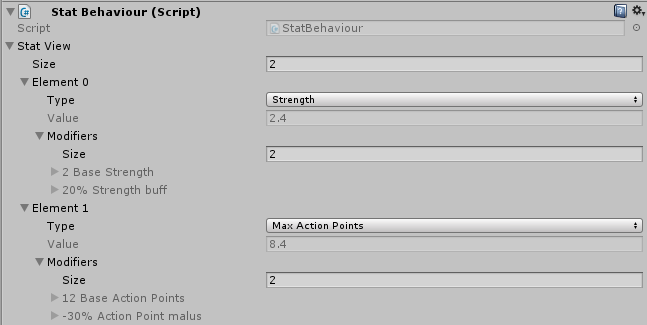 Stat Behaviour (Script)
Script StatBehaviour
Stat View
Size 2
Element 0
Type Strength
Value 2.4
Modifiers
Size 2
2 Base Strength
20% Strength buff
Element 1
Type Max Action Points
Value 8.4
Modifiers
Size 2
12 Base Action Points
-30% Action Point malus